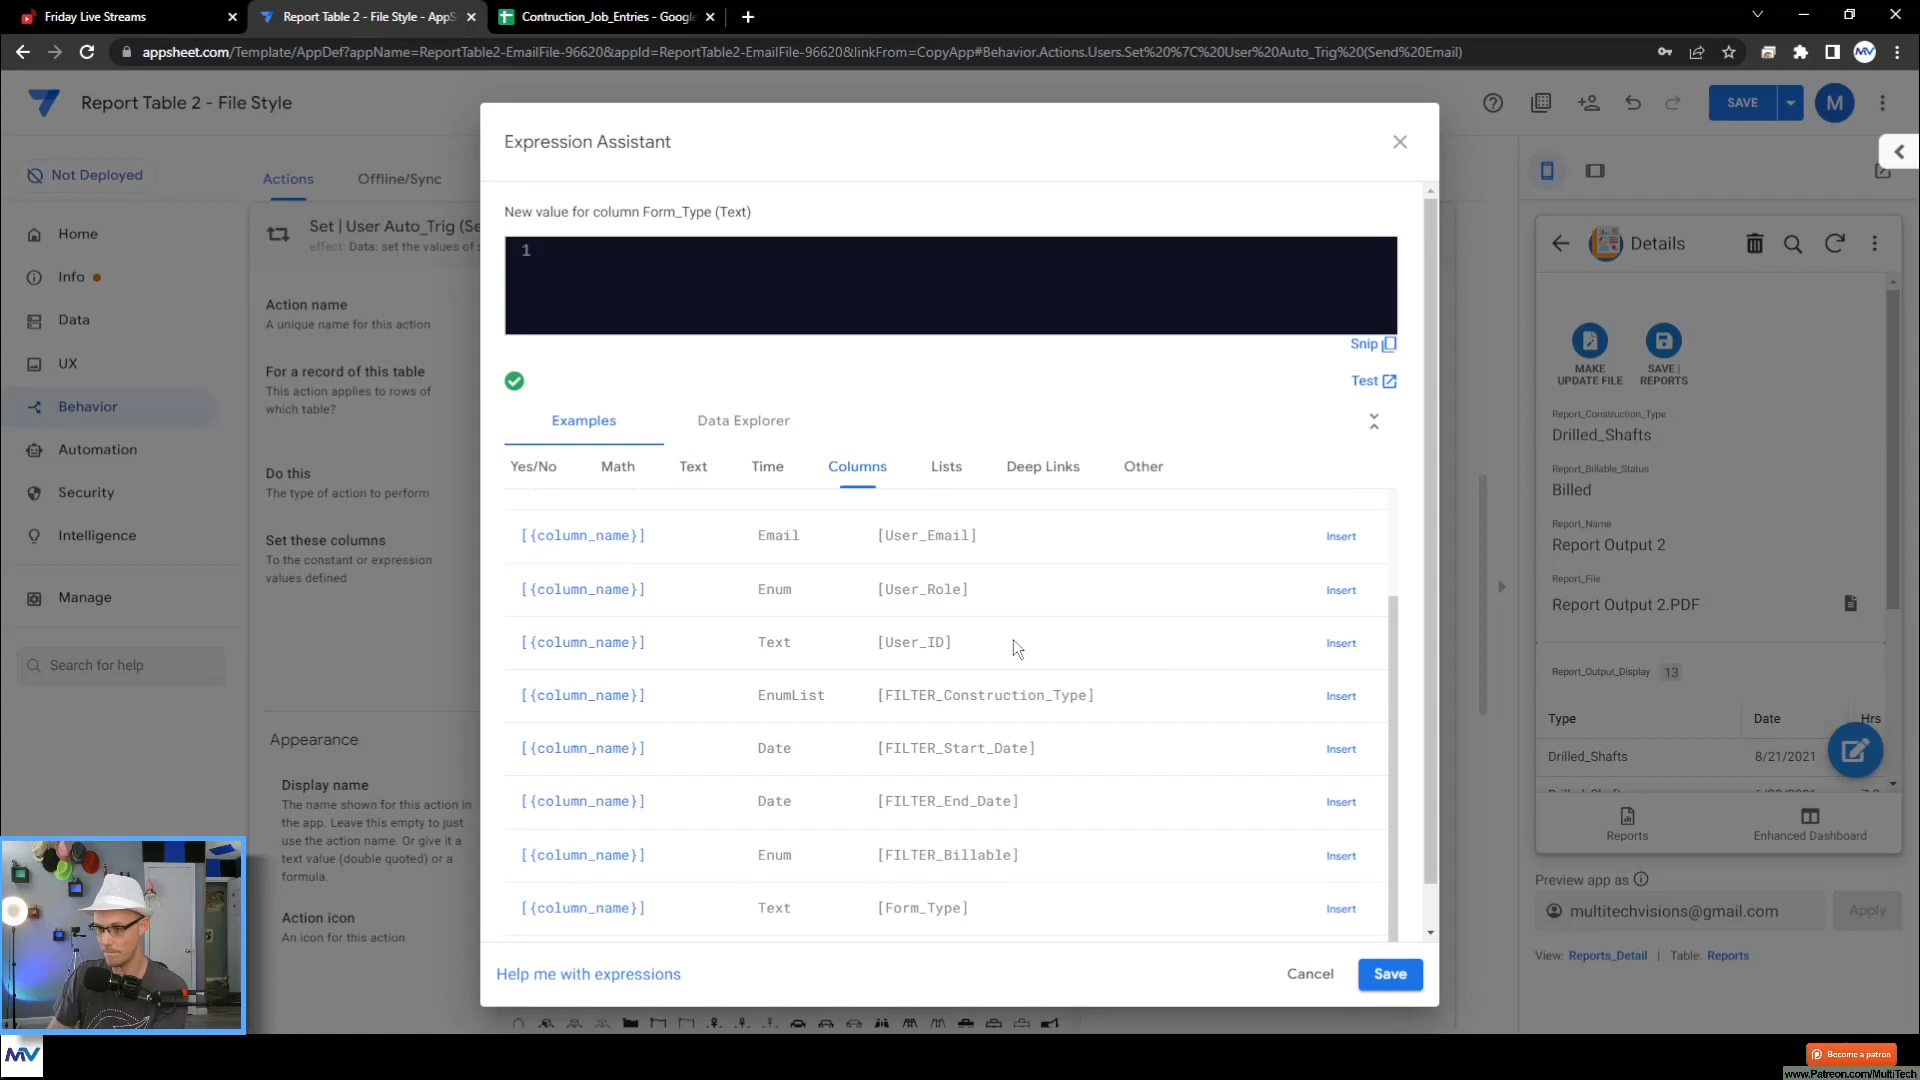 Friday Live Streams
Report Table 2 - File Style - AppS
Contruction_Job_Entries - Google
appsheet.com/Template/AppDef?appName=ReportTable2-EmailFile-96620&appId=ReportTable2-EmailFile-96620&linkFrom=CopyApp#Behavior.Actions.Users.Set%20%7C%20User%20Auto_Trig%20(Send%20Email)
MV
Report Table 2 - File Style
SAVE
M
Not Deployed
Home
Info
Data
UX
Behavior
Automation
Security
Intelligence
Manage
Search for help
Actions
Offline/Sync
Set | User Auto_Trig (Se
effect: Data: set the values of s
Action name
A unique name for this action
For a record of this table
This action applies to rows of
which table?
Do this
The type of action to perform
Set these columns
To the constant or expression
values defined
Appearance
Display name
The name shown for this action in
the app. Leave this empty to just
use the action name. Or give it a
text value (double quoted) or a
formula.
Action icon
An icon for this action
Expression Assistant
New value for column Form_Type (Text)
1
Snip
Test
Examples
Data Explorer
Yes/No
Math
Text
Time
Columns
Lists
Deep Links
Other
[{column_name}] Email [User_Email] Insert
[{column_name}] Enum [User_Role] Insert
[{column_name}] Text [User_ID] Insert
[{column_name}] EnumList [FILTER_Construction_Type] Insert
[{column_name}] Date [FILTER_Start_Date] Insert
[{column_name}] Date [FILTER_End_Date] Insert
[{column_name}] Enum [FILTER_Billable] Insert
[{column_name}] Text [Form_Type] Insert
Help me with expressions
Cancel
Save
Details
MAKE
UPDATE FILE
SAVE |
REPORTS
Report_Construction_Type
Drilled_Shafts
Report_Billable_Status
Billed
Report_Name
Report Output 2
Report_File
Report Output 2.PDF
Report_Output_Display 13
Type Date Hrs
Drilled_Shafts 8/21/2021
Reports
Enhanced Dashboard
Preview app as
multitechvisions@gmail.com
Apply
View: Reports_Detail | Table: Reports
MV
Become a patron
www.Patreon.com/MultiTech